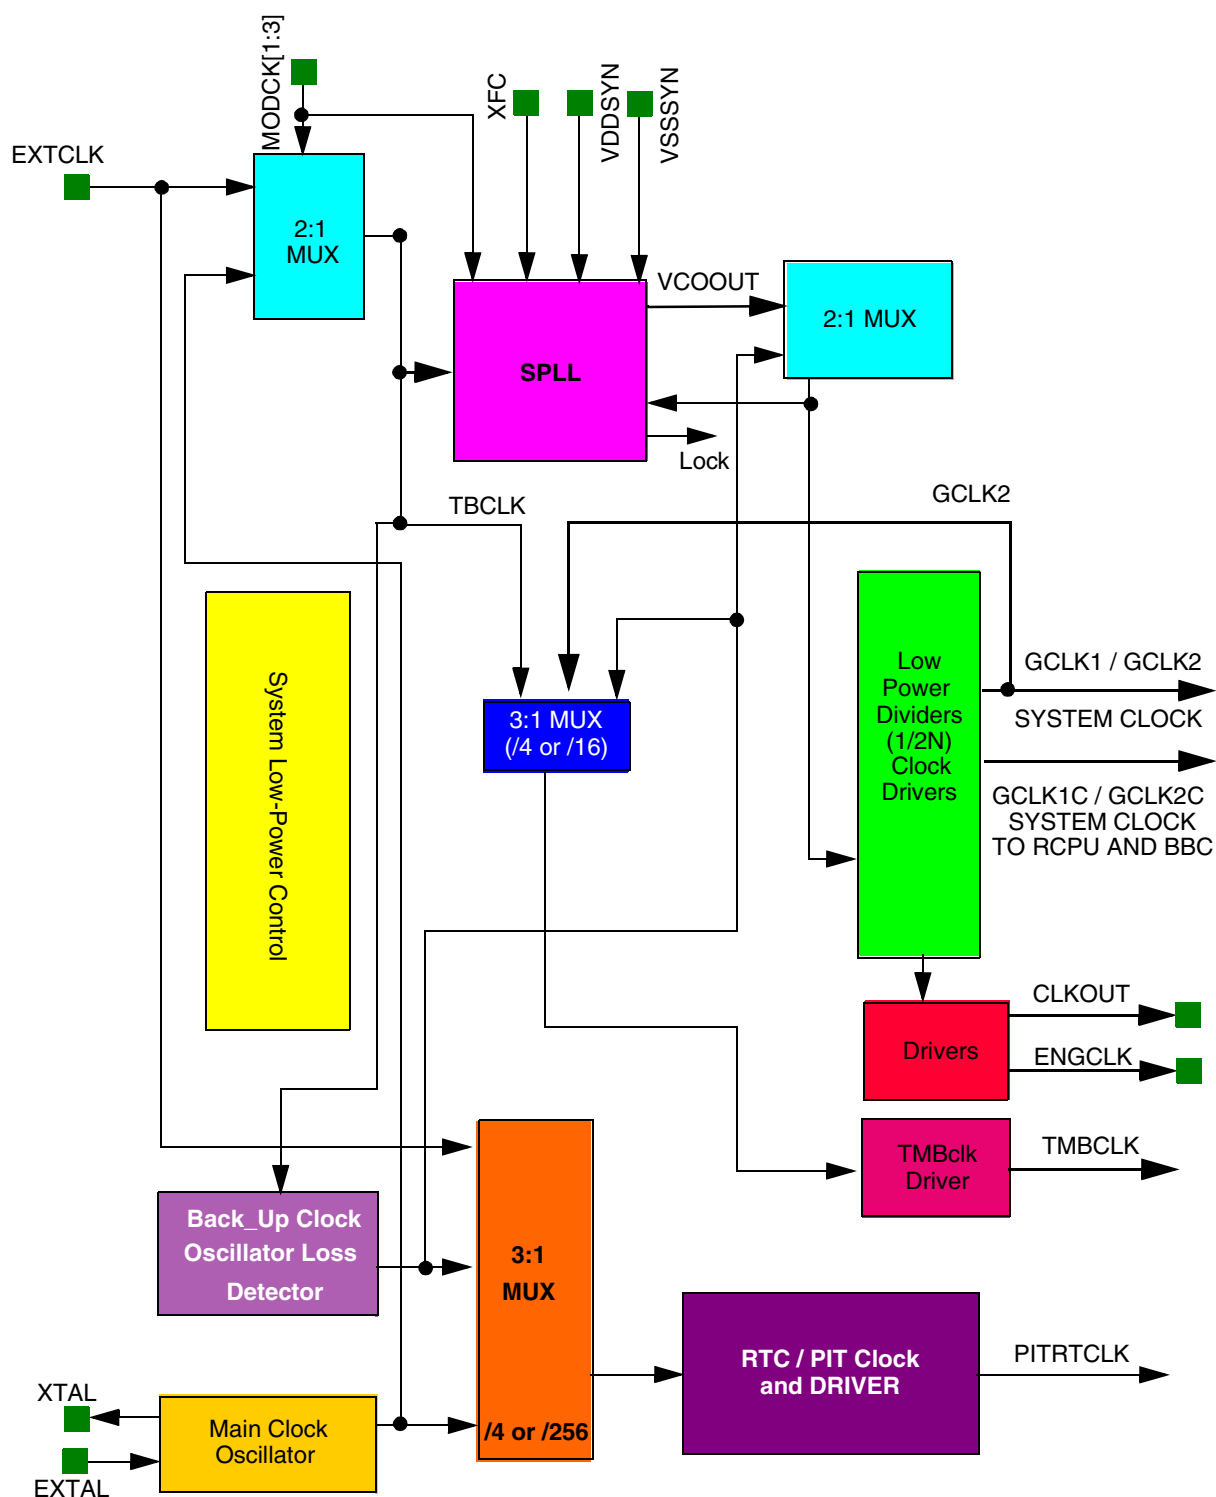 MODCK[1:3]
XFC
VDDSYN
VSSSYN
EXTCLK
2:1
MUX
VCOOUT
2:1 MUX
SPLL
Lock
TBCLK
GCLK2
System Low-Power Control
3:1 MUX
(/4 or /16)
Low
Power
Dividers
(1/2N)
Clock
Drivers
GCLK1 / GCLK2
SYSTEM CLOCK
GCLK1C / GCLK2C
SYSTEM CLOCK
TO RCPU AND BBC
Drivers
CLKOUT
ENGCLK
TMBclk
Driver
TMBCLK
Back_Up Clock
Oscillator Loss
Detector
3:1
MUX
/4 or /256
RTC / PIT Clock
and DRIVER
PITRTCLK
XTAL
Main Clock
Oscillator
EXTAL